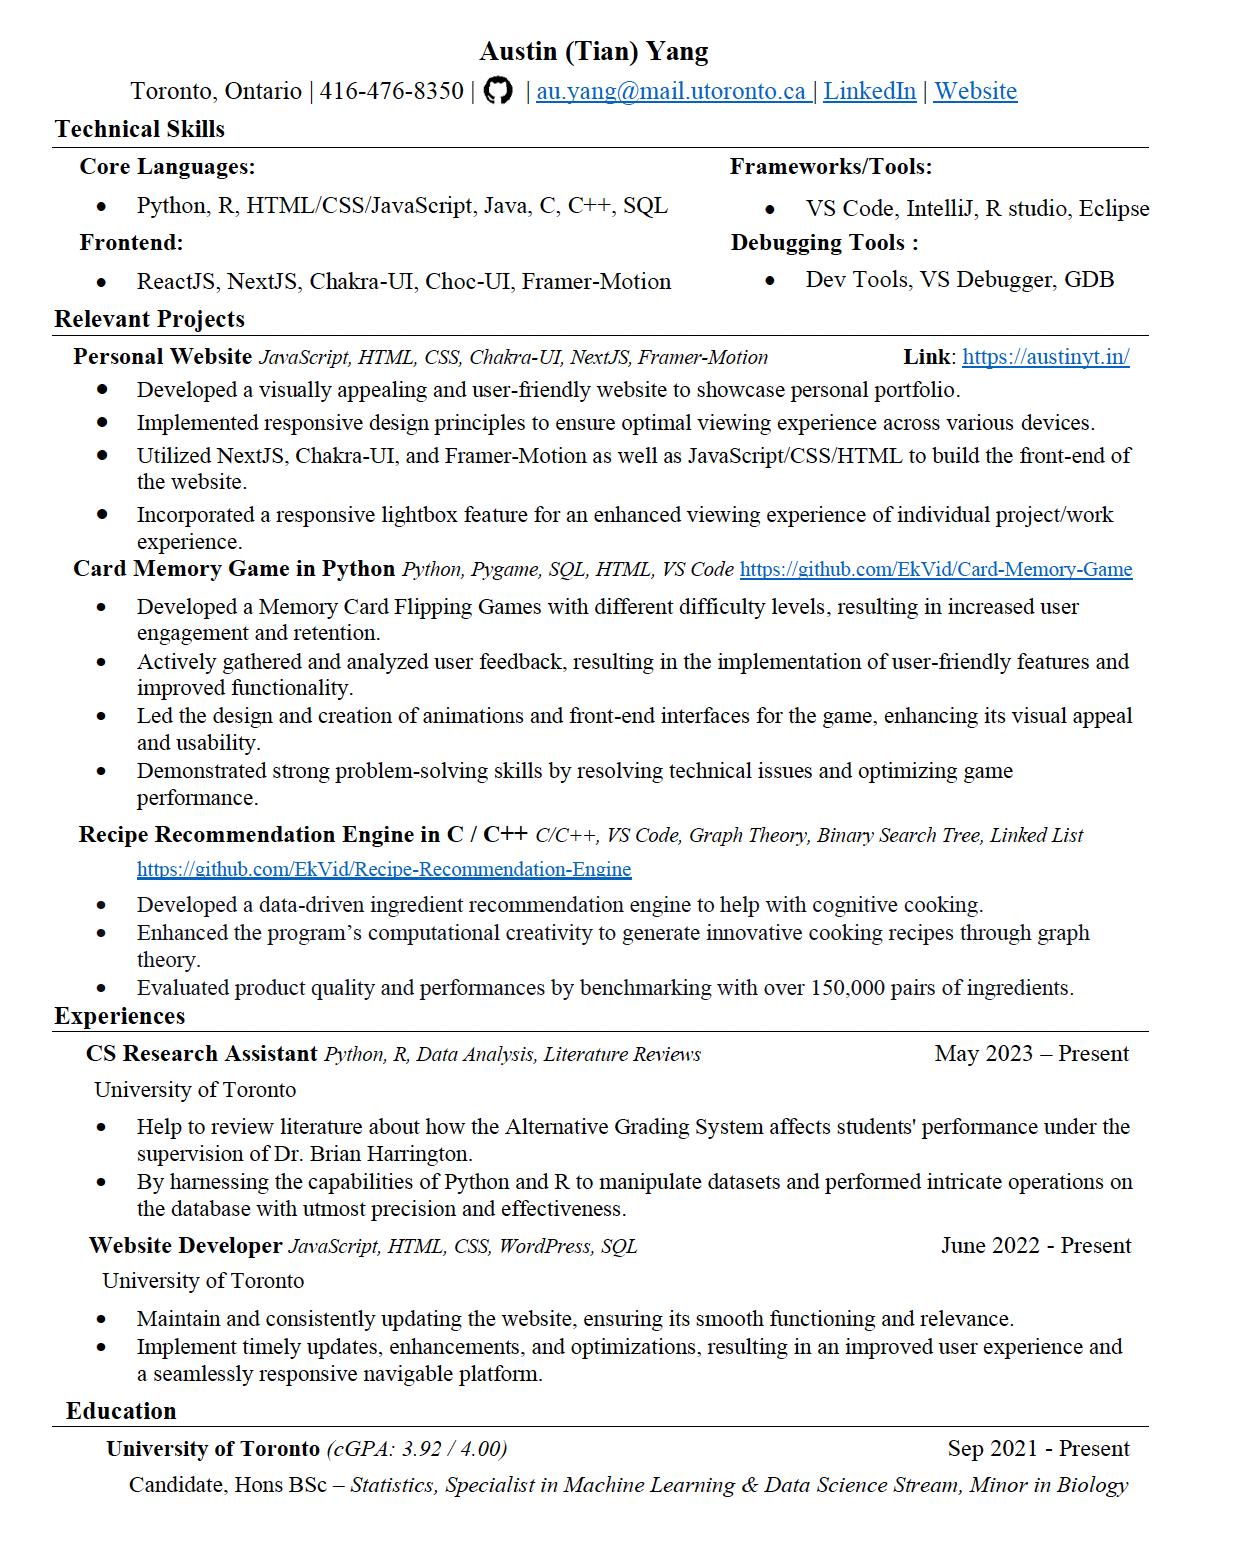 Austin (Tian) Yang
Toronto, Ontario | 416-476-8350 | | au.yang@mail.utoronto.ca | LinkedIn | Website
Technical Skills
Core Languages:
• Python, R, HTML/CSS/JavaScript, Java, C, C++, SQL
Frontend:
• ReactJS, NextJS, Chakra-UI, Choc-UI, Framer-Motion
Frameworks/Tools:
• VS Code, IntelliJ, R studio, Eclipse
Debugging Tools :
• Dev Tools, VS Debugger, GDB
Relevant Projects
Personal Website JavaScript, HTML, CSS, Chakra-UI, NextJS, Framer-Motion Link: https://austinyt.in/
• Developed a visually appealing and user-friendly website to showcase personal portfolio.
• Implemented responsive design principles to ensure optimal viewing experience across various devices.
• Utilized NextJS, Chakra-UI, and Framer-Motion as well as JavaScript/CSS/HTML to build the front-end of
the website.
• Incorporated a responsive lightbox feature for an enhanced viewing experience of individual project/work
experience.
Card Memory Game in Python Python, Pygame, SQL, HTML, VS Code https://github.com/EkVid/Card-Memory-Game
• Developed a Memory Card Flipping Games with different difficulty levels, resulting in increased user
engagement and retention.
• Actively gathered and analyzed user feedback, resulting in the implementation of user-friendly features and
improved functionality.
• Led the design and creation of animations and front-end interfaces for the game, enhancing its visual appeal
and usability.
• Demonstrated strong problem-solving skills by resolving technical issues and optimizing game
performance.
Recipe Recommendation Engine in C / C++ C/C++, VS Code, Graph Theory, Binary Search Tree, Linked List
https://github.com/EkVid/Recipe-Recommendation-Engine
• Developed a data-driven ingredient recommendation engine to help with cognitive cooking.
• Enhanced the program’s computational creativity to generate innovative cooking recipes through graph
theory.
• Evaluated product quality and performances by benchmarking with over 150,000 pairs of ingredients.
Experiences
CS Research Assistant Python, R, Data Analysis, Literature Reviews May 2023 – Present
University of Toronto
• Help to review literature about how the Alternative Grading System affects students' performance under the
supervision of Dr. Brian Harrington.
• By harnessing the capabilities of Python and R to manipulate datasets and performed intricate operations on
the database with utmost precision and effectiveness.
Website Developer JavaScript, HTML, CSS, WordPress, SQL June 2022 - Present
University of Toronto
• Maintain and consistently updating the website, ensuring its smooth functioning and relevance.
• Implement timely updates, enhancements, and optimizations, resulting in an improved user experience and
a seamlessly responsive navigable platform.
Education
University of Toronto (cGPA: 3.92 / 4.00) Sep 2021 - Present
Candidate, Hons BSc – Statistics, Specialist in Machine Learning & Data Science Stream, Minor in Biology